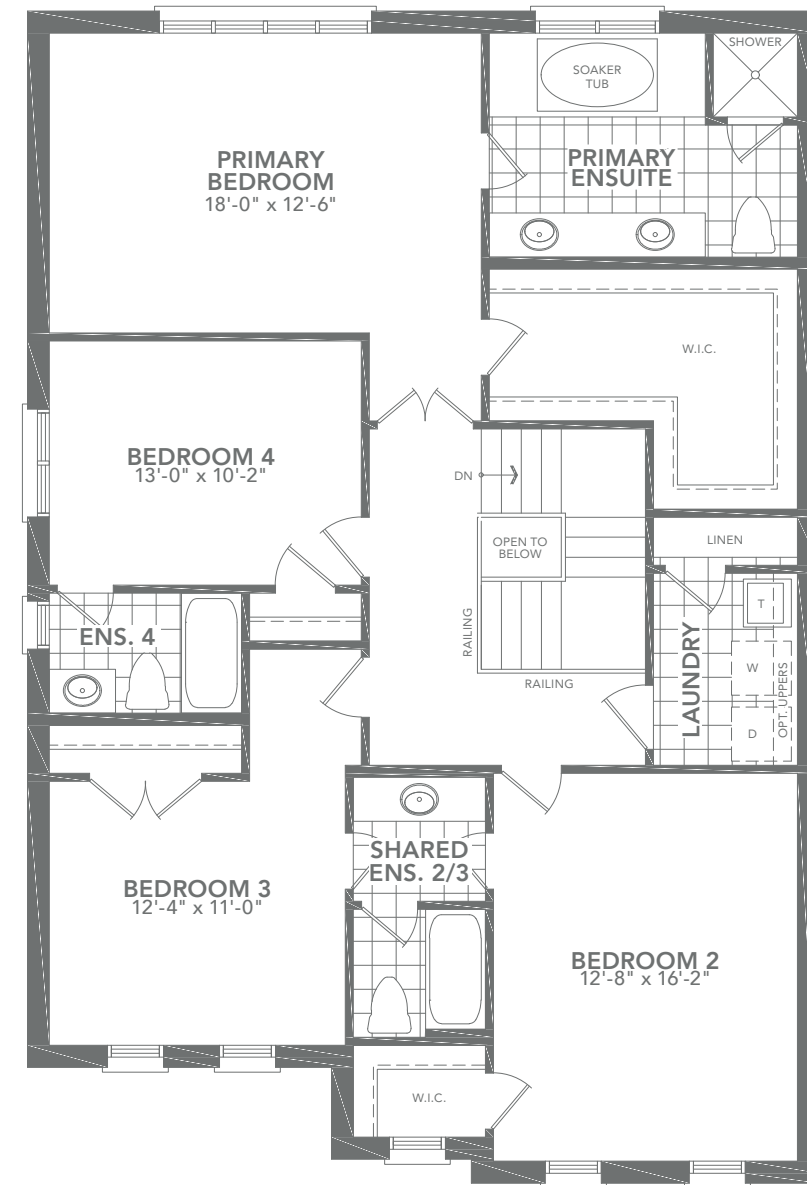 SHOWER
SOAKER
TUB
PRIMARY
BEDROOM
18'-0" x 12'-6"
PRIMARY
ENSUITE
W.I.C.
BEDROOM 4
13'-0" x 10'-2"
DN
OPEN TO
BELOW
LINEN
RAILING
RAILING
ENS. 4
LAUNDRY
T
W
D
OPT. UPPERS
SHARED
ENS. 2/3
BEDROOM 3
12'-4" x 11'-0"
BEDROOM 2
12'-8" x 16'-2"
W.I.C.